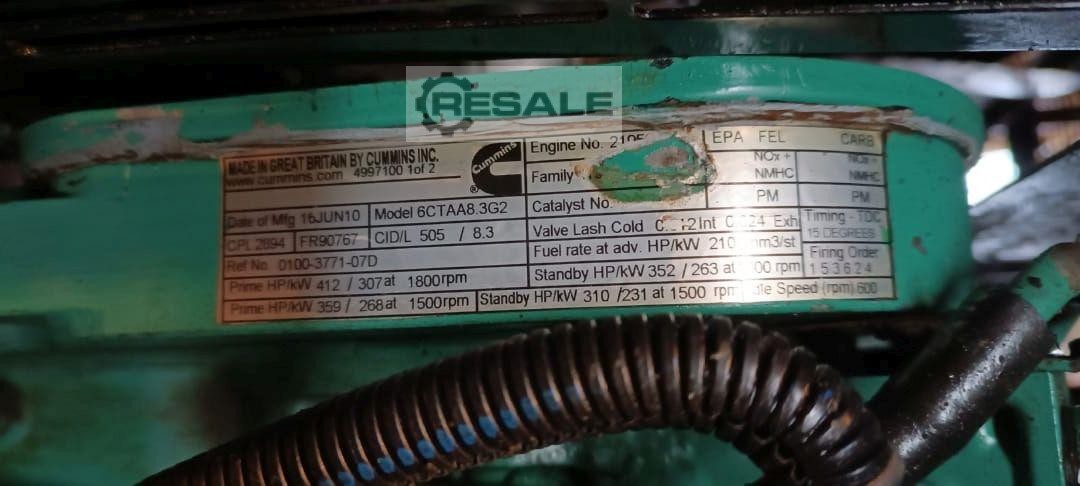 RESALE
MADE IN GREAT BRITAIN BY CUMMINS INC.
www.cummins.com 4997100 1of 2
Cummins
®
Date of Mfg 16JUN10 Model 6CTAA8.3G2
CPL 2894 FR90767 CID/L 505 / 8.3
Ref No. 0100-3771-07D
Prime HP/kW 412 / 307 at 1800rpm
Prime HP/kW 359 / 268 at 1500rpm
Engine No. EPA FEL CARB
Family NOx + NOx +
NMHC NMHC
Catalyst No. PM PM
Valve Lash Cold Int Exh Timing - TDC
15 DEGREES
Fuel rate at adv. HP/kW 210 mm3/st Firing Order
Standby HP/kW 352 / 263 at rpm 1 5 3 6 2 4
Standby HP/kW 310 /231 at 1500 rpm Idle Speed (rpm) 600